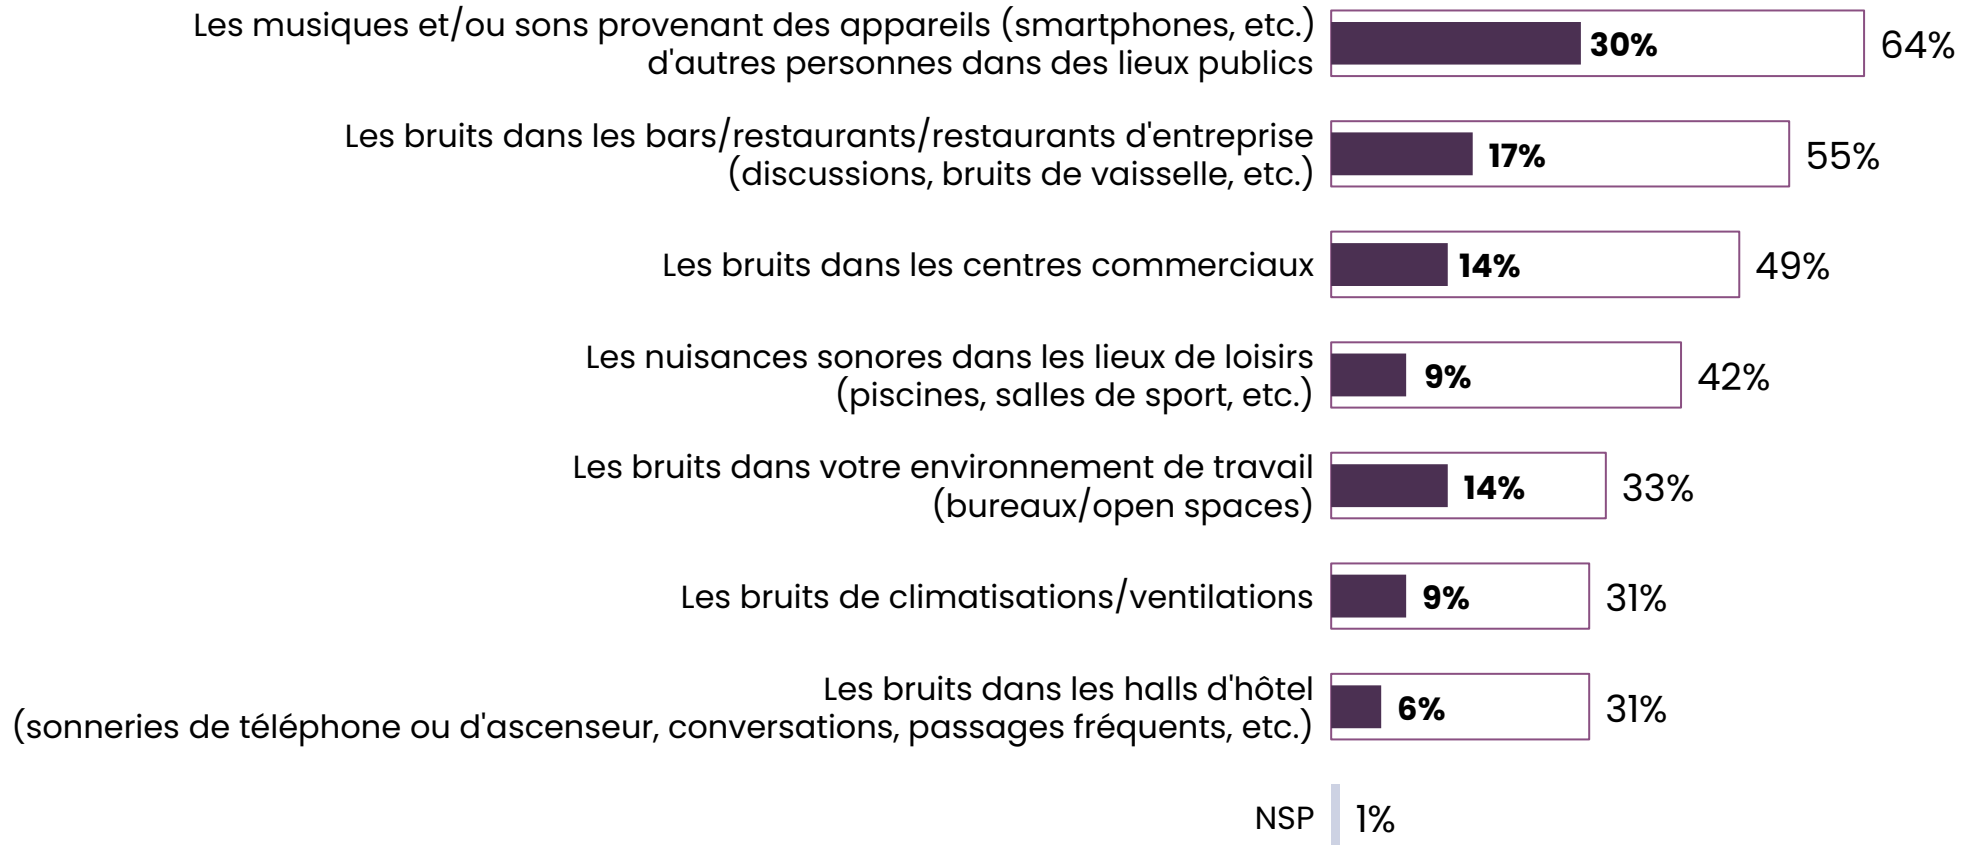 Les musiques et/ou sons provenant des appareils (smartphones, etc.)
d'autres personnes dans des lieux publics
30%
64%
Les bruits dans les bars/restaurants/restaurants d'entreprise
(discussions, bruits de vaisselle, etc.)
17%
55%
Les bruits dans les centres commerciaux
14%
49%
Les nuisances sonores dans les lieux de loisirs
(piscines, salles de sport, etc.)
9%
42%
Les bruits dans votre environnement de travail
(bureaux/open spaces)
14%
33%
Les bruits de climatisations/ventilations
9%
31%
Les bruits dans les halls d'hôtel
(sonneries de téléphone ou d'ascenseur, conversations, passages fréquents, etc.)
6%
31%
NSP
1%